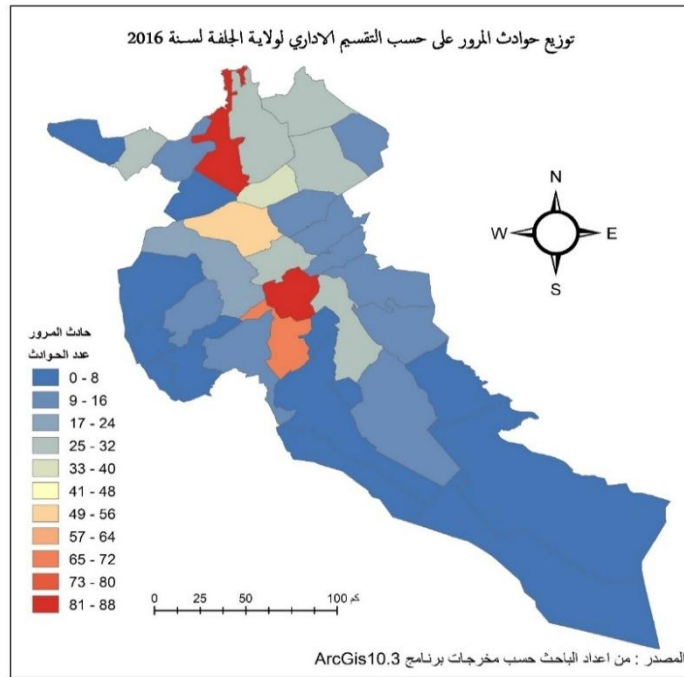 توزيع حوادث المرور على حسب التقسيم الاداري لولاية الجلفة لسنة 2016
N
W E
S
حادث المرور
عدد الحوادث
0 - 8
9 - 16
17 - 24
25 - 32
33 - 40
41 - 48
49 - 56
57 - 64
65 - 72
73 - 80
81 - 88
0 25 50 100 كم
المصدر : من اعداد الباحث حسب مخرجات برنامج ArcGis10.3